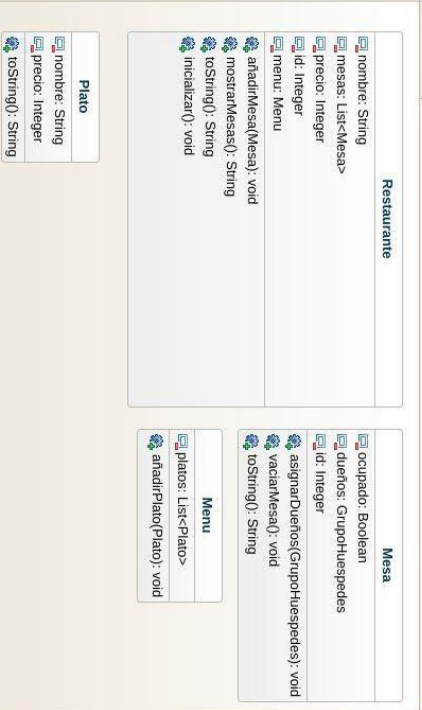 Restaurante
nombre: String
mesas: List<Mesa>
precio: Integer
id: Integer
menu: Menu
añadirMesa(Mesa): void
mostrarMesas(): String
toString(): String
inicializar(): void
Mesa
ocupado: Boolean
dueños: GrupoHuespedes
id: Integer
asignarDueños(GrupoHuespedes): void
vaciarMesa(): void
toString(): String
Menu
platos: List<Plato>
añadirPlato(Plato): void
Plato
nombre: String
precio: Integer
toString(): String